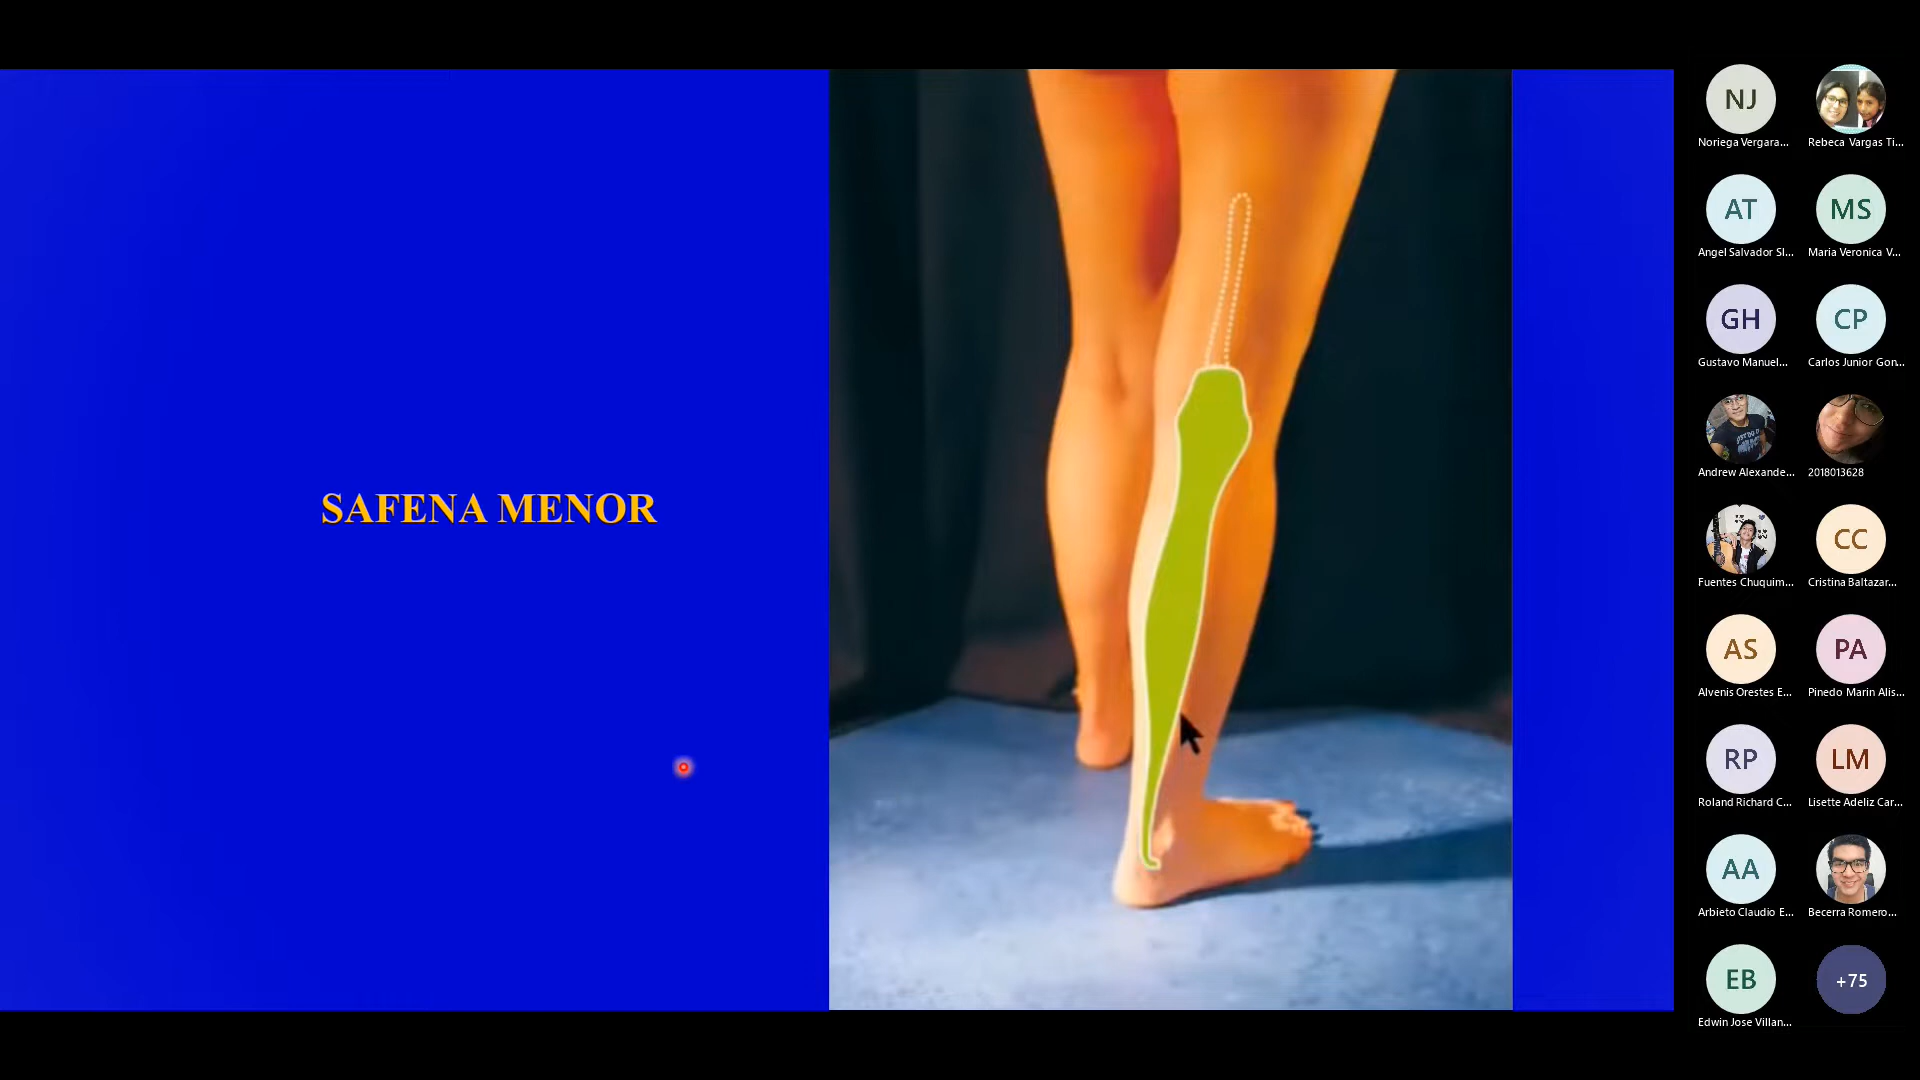 SAFENA MENOR
NJ
Noriega Vergara...
Rebeca Vargas Ti...
AT
Angel Salvador Sl...
MS
Maria Veronica V...
GH
Gustavo Manuel...
CP
Carlos Junior Gon...
Andrew Alexande...
2018013628
Fuentes Chuquim...
CC
Cristina Baltazar...
AS
Alvenis Orestes E...
PA
Pinedo Marin Alis...
RP
Roland Richard C...
LM
Lisette Adeliz Car...
AA
Arbieto Claudio E...
Becerra Romero...
EB
Edwin Jose Villan...
+75